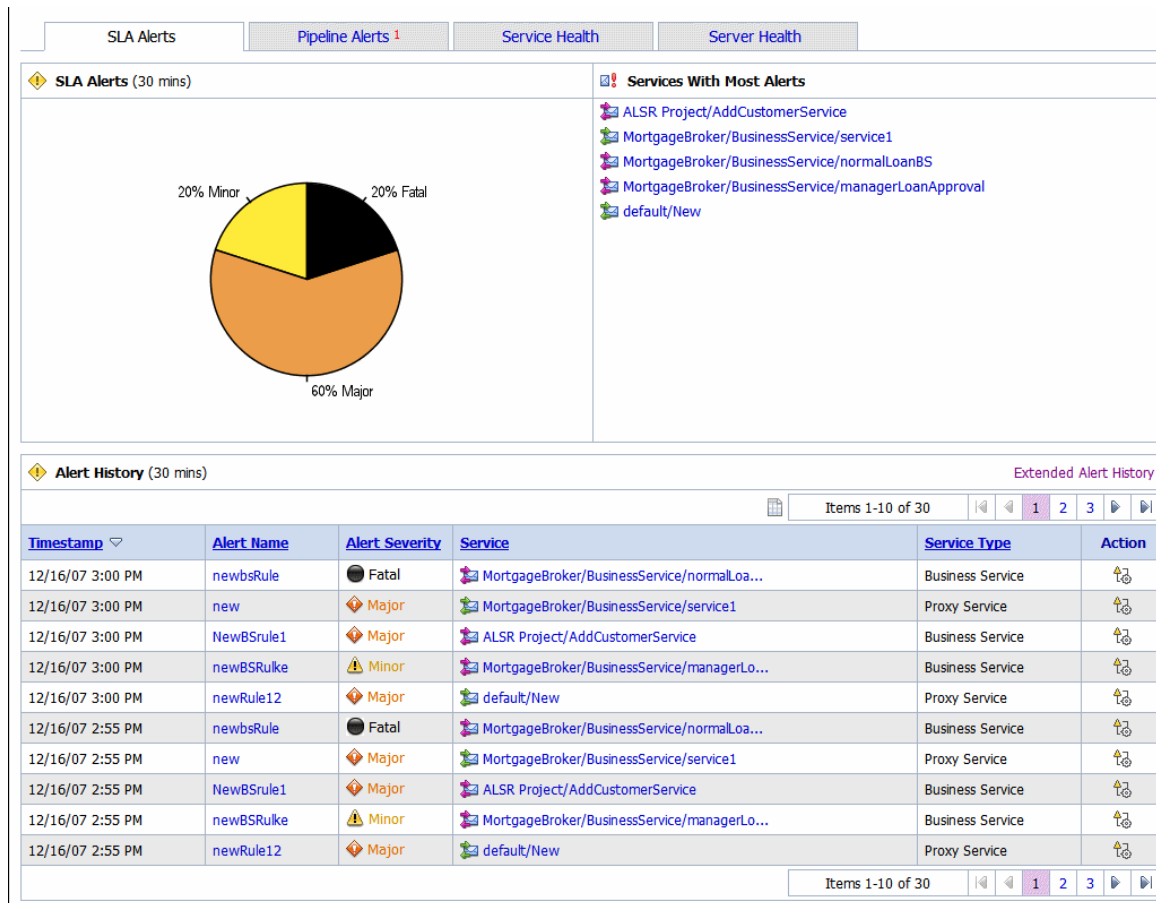 SLA Alerts Pipeline Alerts 1 Service Health Server Health
SLA Alerts (30 mins)
20% Minor
20% Fatal
60% Major
Services With Most Alerts
ALSR Project/AddCustomerService
MortgageBroker/BusinessService/service1
MortgageBroker/BusinessService/normalLoanBS
MortgageBroker/BusinessService/managerLoanApproval
default/New
Alert History (30 mins) Extended Alert History
Items 1-10 of 30 1 2 3
Timestamp Alert Name Alert Severity Service Service Type Action
12/16/07 3:00 PM newbsRule Fatal MortgageBroker/BusinessService/normalLoa... Business Service
12/16/07 3:00 PM new Major MortgageBroker/BusinessService/service1 Proxy Service
12/16/07 3:00 PM NewBSrule1 Major ALSR Project/AddCustomerService Business Service
12/16/07 3:00 PM newBSRulke Minor MortgageBroker/BusinessService/managerLo... Business Service
12/16/07 3:00 PM newRule12 Major default/New Proxy Service
12/16/07 2:55 PM newbsRule Fatal MortgageBroker/BusinessService/normalLoa... Business Service
12/16/07 2:55 PM new Major MortgageBroker/BusinessService/service1 Proxy Service
12/16/07 2:55 PM NewBSrule1 Major ALSR Project/AddCustomerService Business Service
12/16/07 2:55 PM newBSRulke Minor MortgageBroker/BusinessService/managerLo... Business Service
12/16/07 2:55 PM newRule12 Major default/New Proxy Service
Items 1-10 of 30 1 2 3